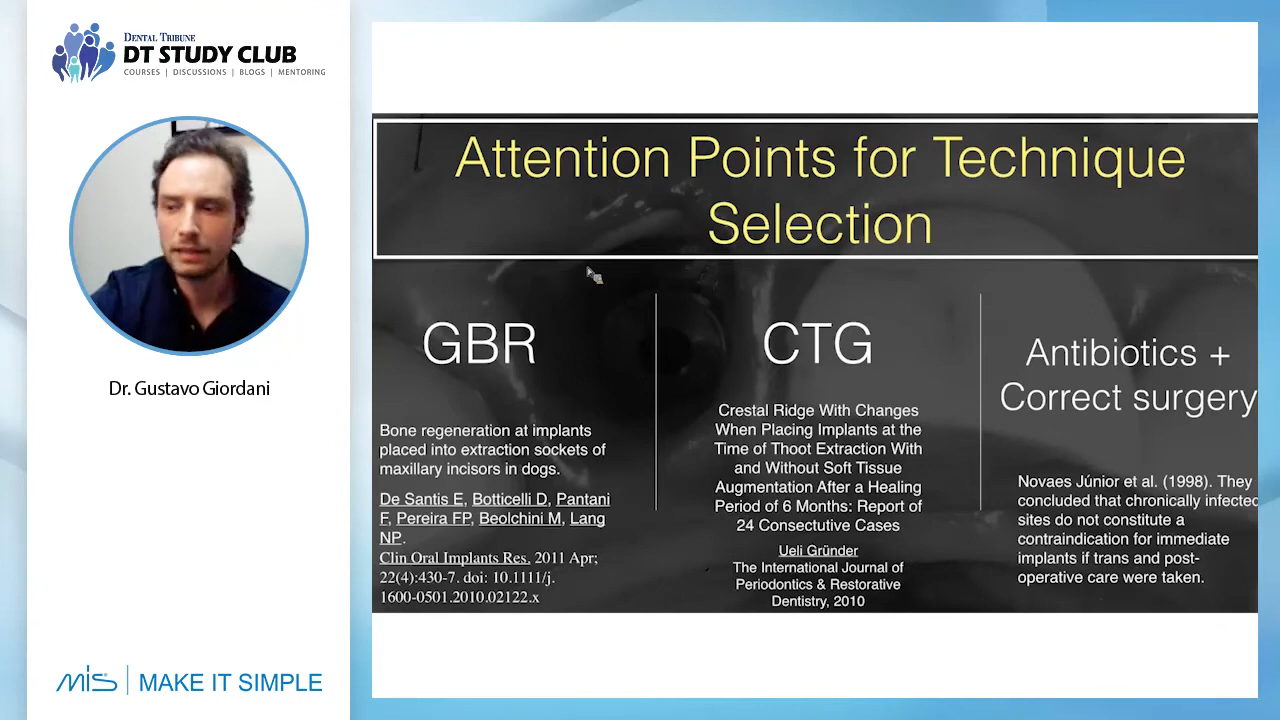 DENTAL TRIBUNE
DT STUDY CLUB
COURSES | DISCUSSIONS | BLOGS | MENTORING
Dr. Gustavo Giordani
mis | MAKE IT SIMPLE
Attention Points for Technique
Selection
GBR
Bone regeneration at implants
placed into extraction sockets of
maxillary incisors in dogs.
De Santis E, Botticelli D, Pantani
F, Pereira FP, Beolchini M, Lang
NP.
Clin Oral Implants Res. 2011 Apr;
22(4):430-7. doi: 10.1111/j.
1600-0501.2010.02122.x
CTG
Crestal Ridge With Changes
When Placing Implants at the
Time of Thoot Extraction With
and Without Soft Tissue
Augmentation After a Healing
Period of 6 Months: Report of
24 Consectutive Cases
Ueli Gründer
The International Journal of
Periodontics & Restorative
Dentistry, 2010
Antibiotics +
Correct surgery
Novaes Júnior et al. (1998). They
concluded that chronically infected
sites do not constitute a
contraindication for immediate
implants if trans and post-
operative care were taken.